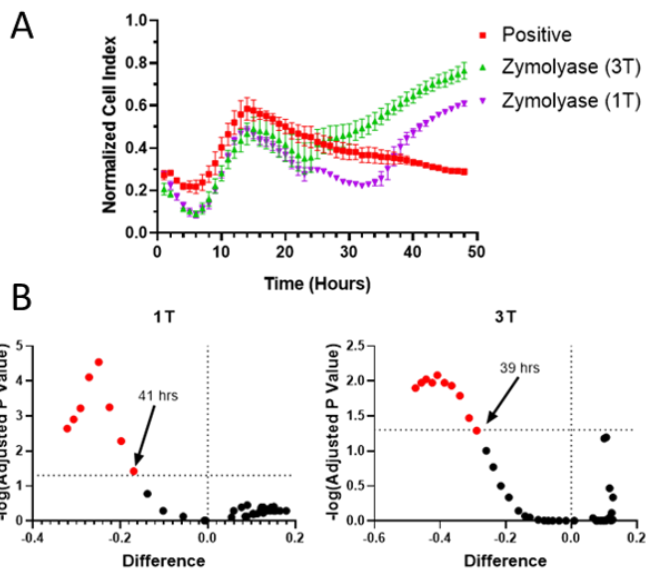 A
Normalized Cell Index
1.0
0.8
0.6
0.4
0.2
0.0
0 10 20 30 40 50
Time (Hours)
Positive
Zymolyase (3T)
Zymolyase (1T)
B
1T
-log(Adjusted P Value)
5
4
3
2
1
0
41 hrs
-0.4 -0.2 0.0 0.2
Difference
3T
-log(Adjusted P Value)
2.5
2.0
1.5
1.0
0.5
0.0
39 hrs
-0.6 -0.4 -0.2 0.0 0.2
Difference